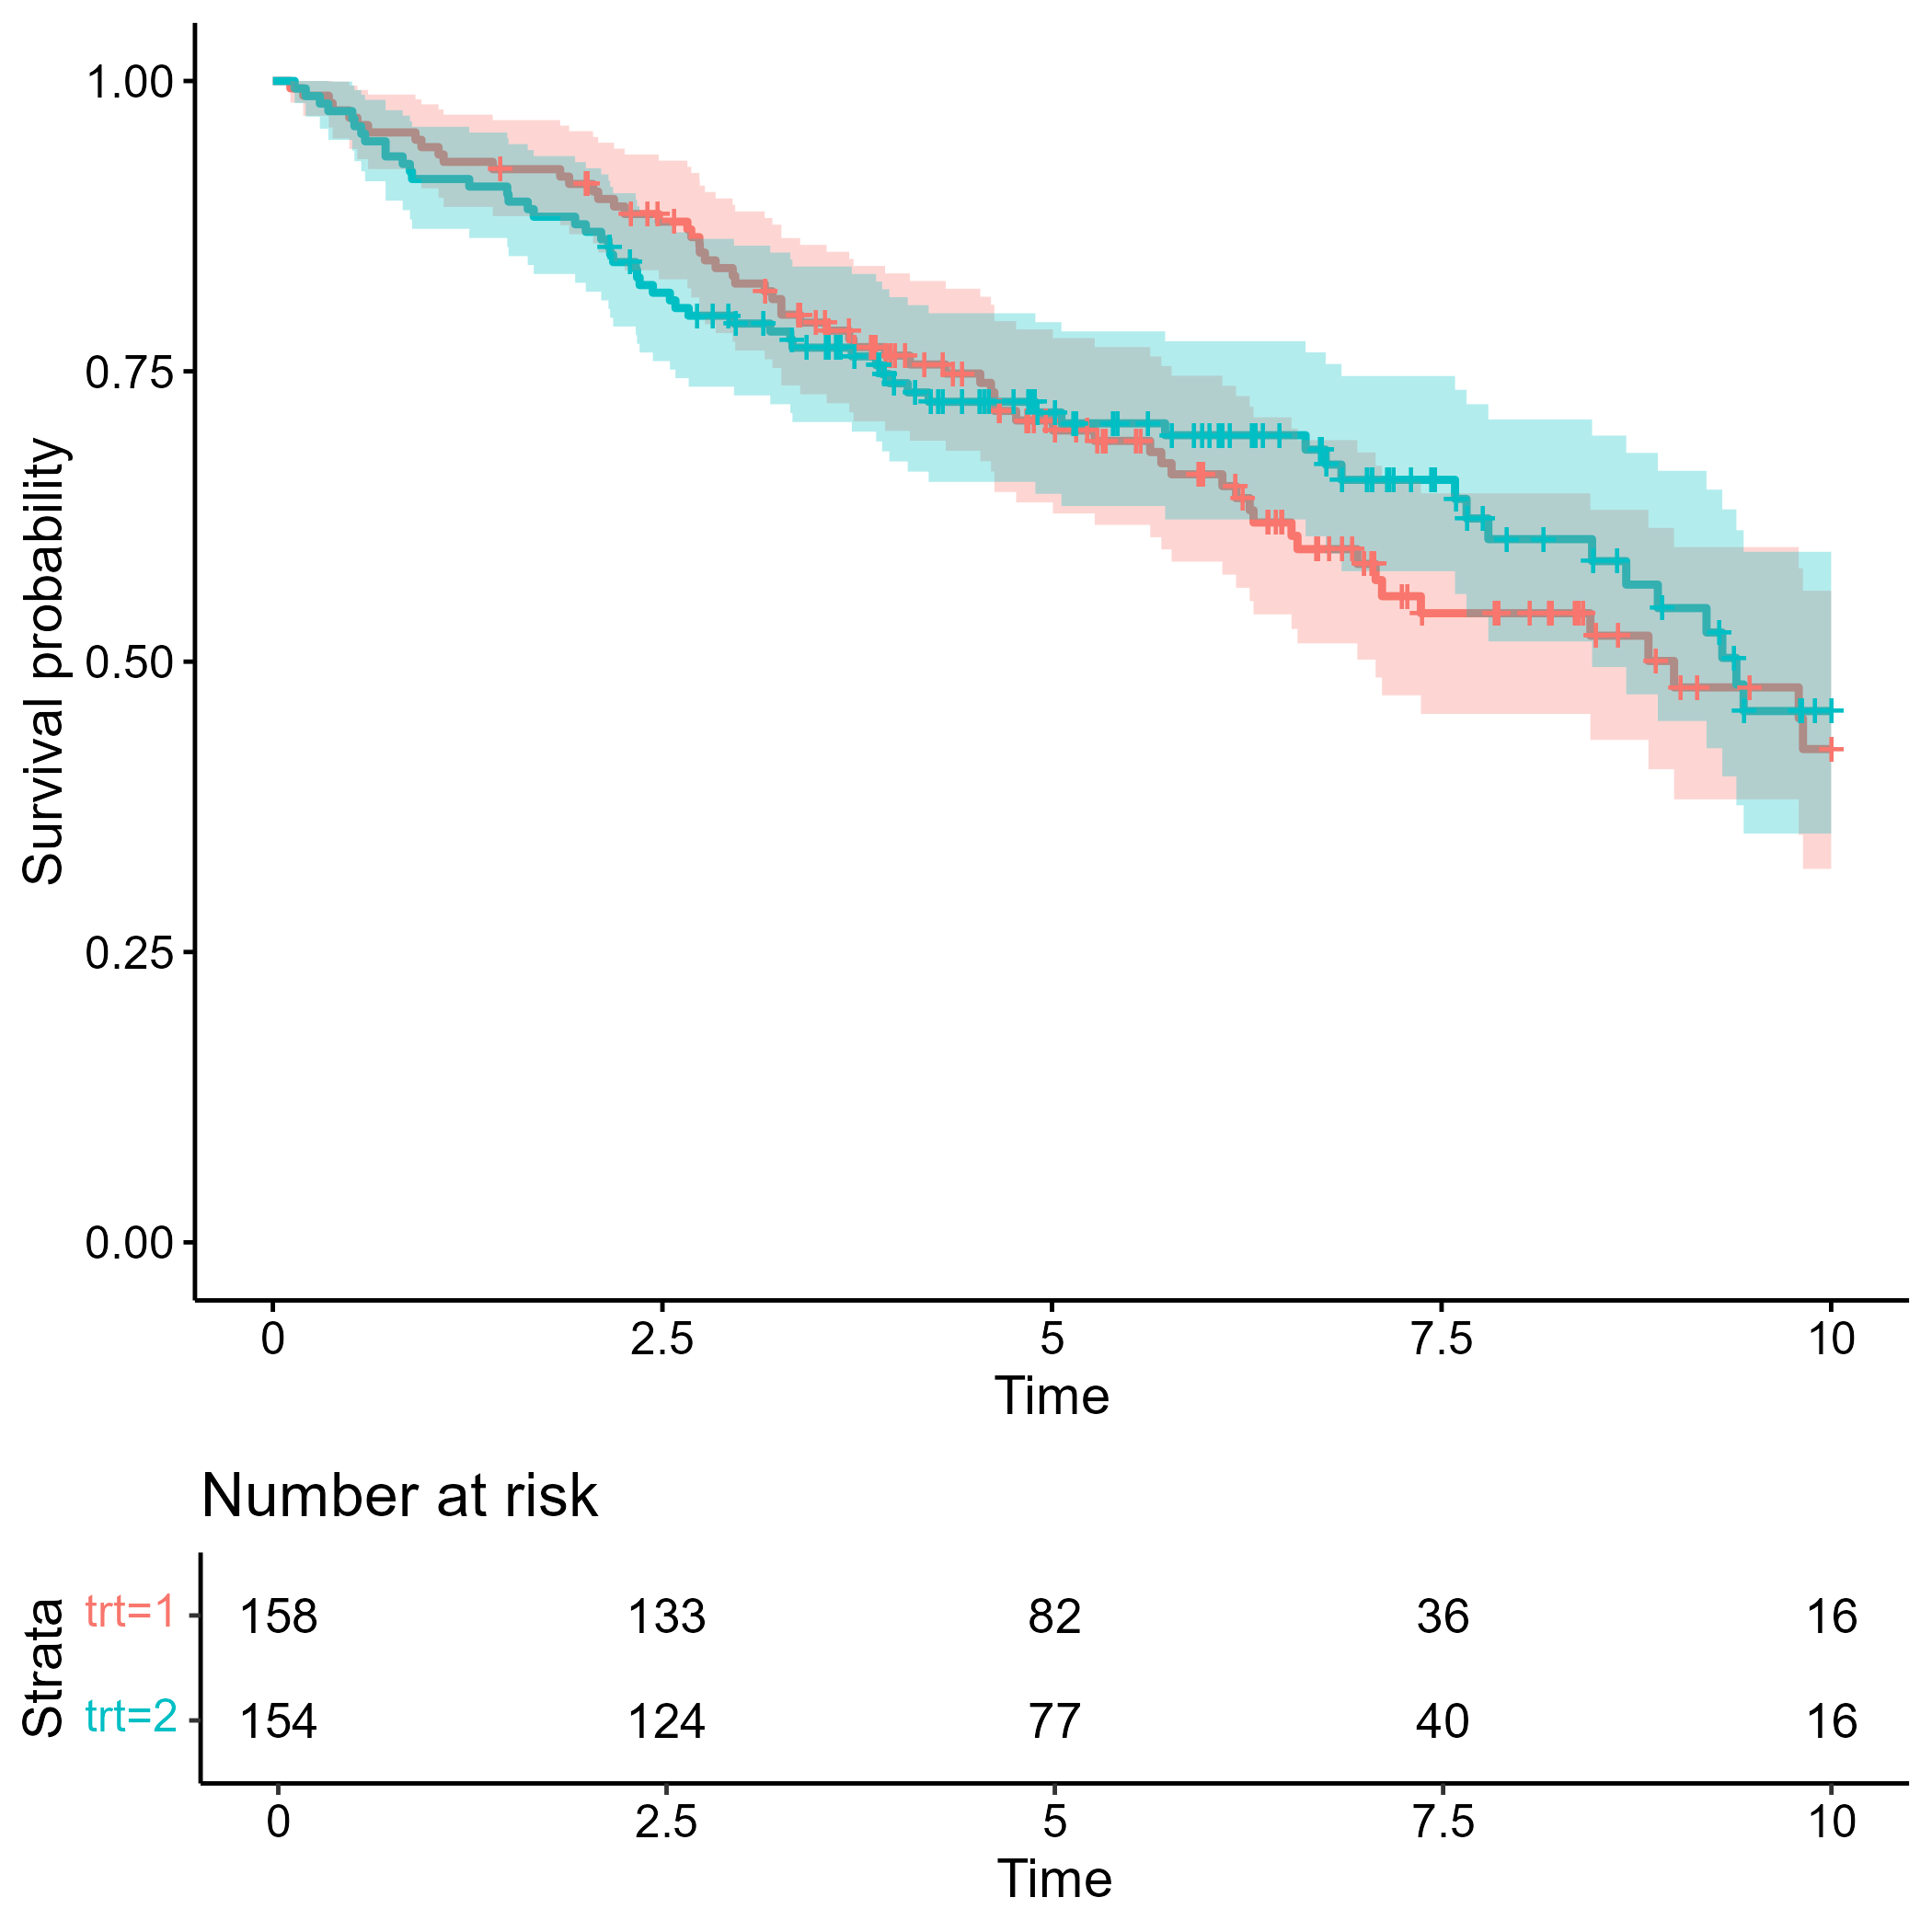 Survival probability
1.00
0.75
0.50
0.25
0.00
0 2.5 5 7.5 10
Time
Number at risk
Strata
trt=1 158 133 82 36 16
trt=2 154 124 77 40 16
0 2.5 5 7.5 10
Time